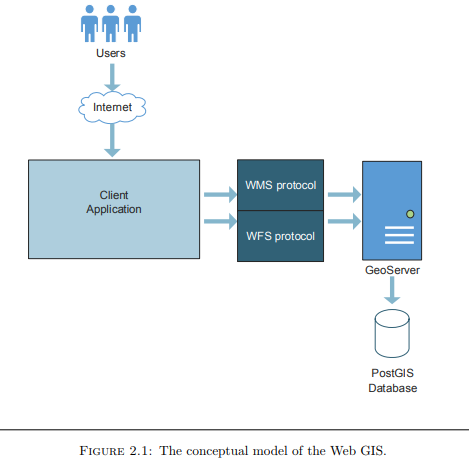 Users
Internet
Client
Application
WMS protocol
WFS protocol
GeoServer
PostGIS
Database
FIGURE 2.1: The conceptual model of the Web GIS.